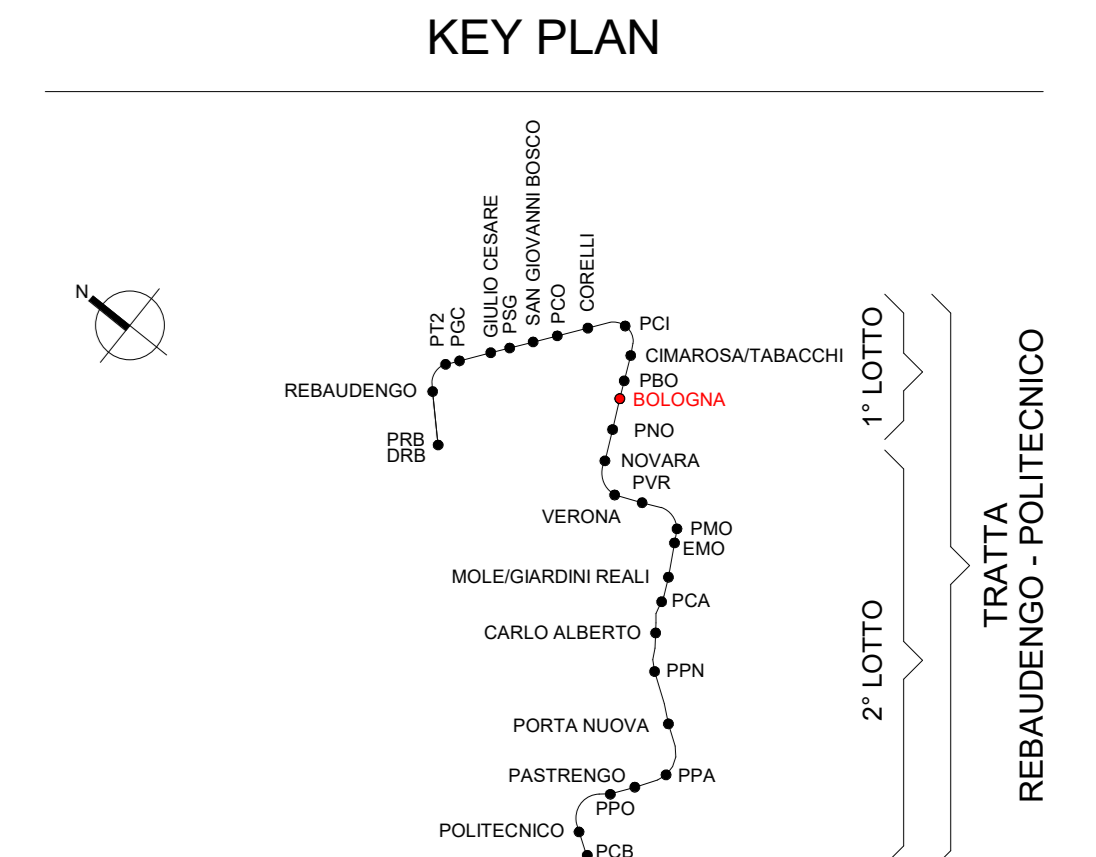 KEY PLAN
N
PT2
PGC
GIULIO CESARE
PSG
SAN GIOVANNI BOSCO
PCO
CORELLI
PCI
CIMAROSA/TABACCHI
PBO
BOLOGNA
REBAUDENGO
PRB
DRB
PNO
NOVARA
PVR
VERONA
PMO
EMO
MOLE/GIARDINI REALI
PCA
CARLO ALBERTO
PPN
PORTA NUOVA
PASTRENGO
PPA
PPO
POLITECNICO
PCB
1° LOTTO
2° LOTTO
TRATTA
REBAUDENGO - POLITECNICO